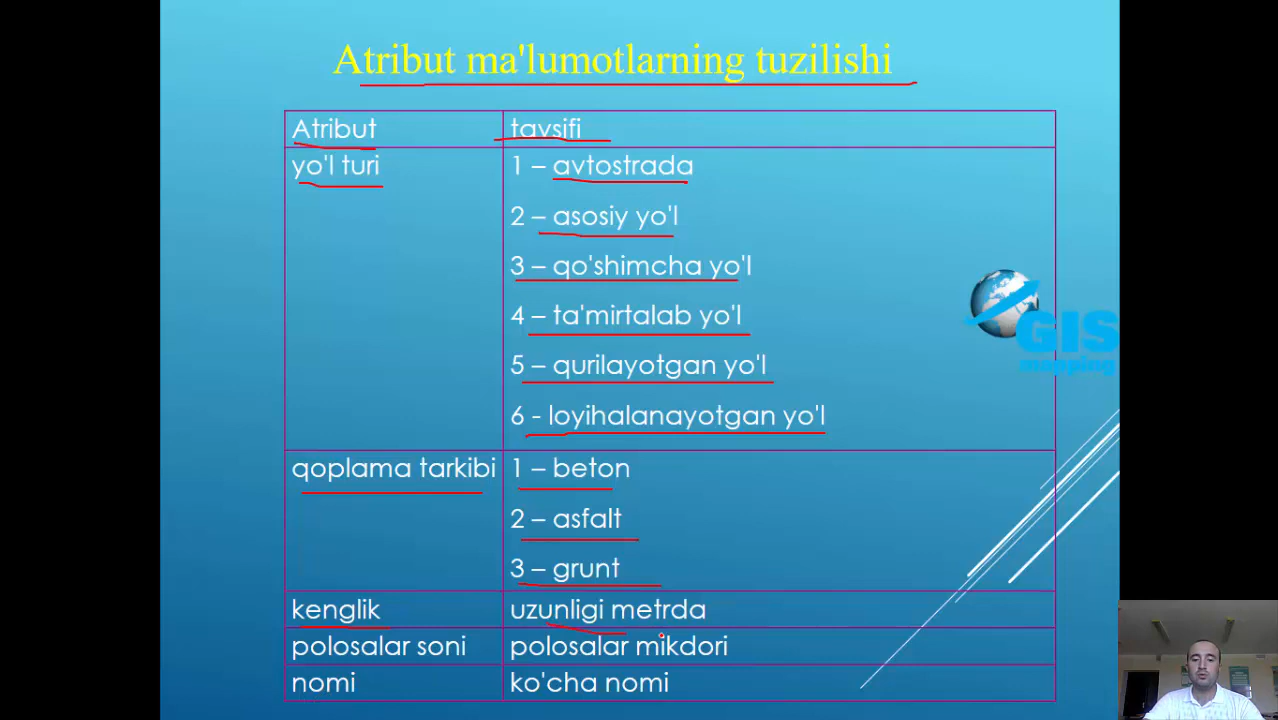 Atribut ma'lumotlarning tuzilishi
Atribut tavsifi
yo'l turi 1 – avtostrada
2 – asosiy yo'l
3 – qo'shimcha yo'l
4 – ta'mirtalab yo'l
5 – qurilayotgan yo'l
6 - loyihalanayotgan yo'l
qoplama tarkibi 1 – beton
2 – asfalt
3 – grunt
kenglik uzunligi metrda
polosalar soni polosalar mikdori
nomi ko'cha nomi
GIS
mapping